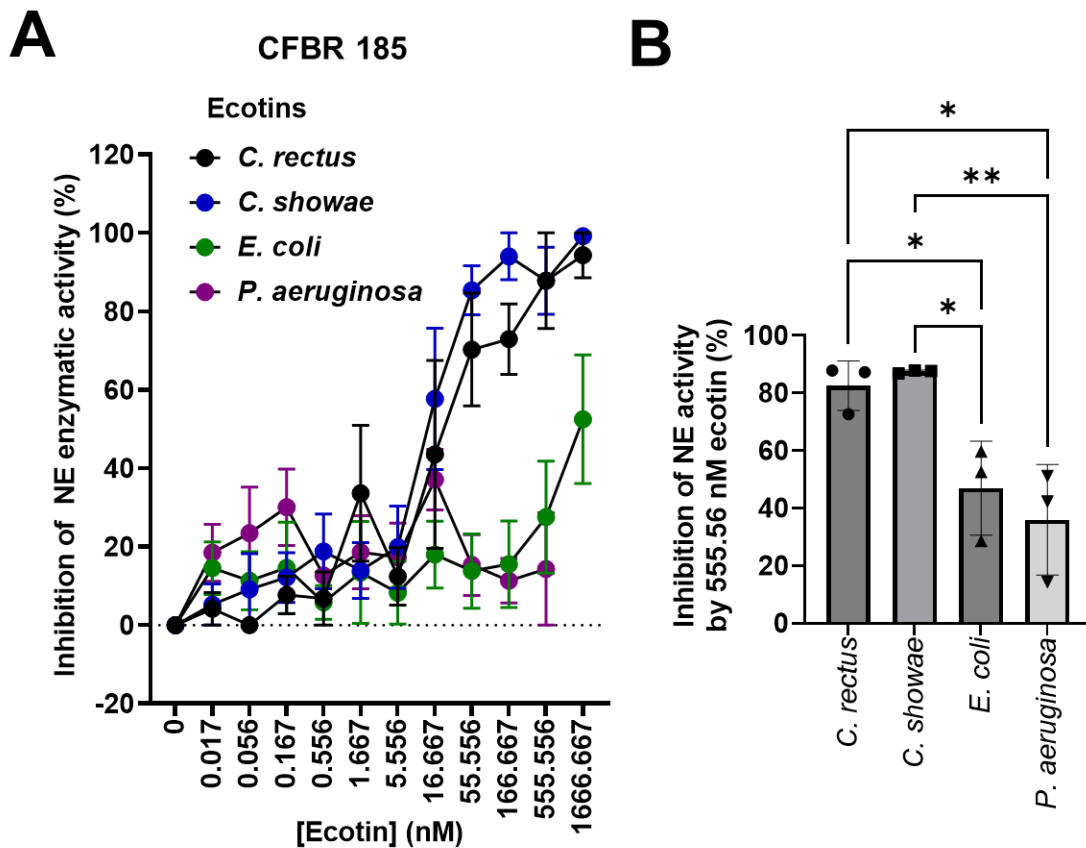 A
CFBR 185
Ecotins
C. rectus
C. showae
E. coli
P. aeruginosa
Inhibition of NE enzymatic activity (%)
120
100
80
60
40
20
0
-20
0
0.017
0.056
0.167
0.556
1.667
5.556
16.667
55.556
166.667
555.556
1666.667
[Ecotin] (nM)
B
*
**
*
*
Inhibition of NE activity
by 555.56 nM ecotin (%)
100
80
60
40
20
0
C. rectus
C. showae
E. coli
P. aeruginosa